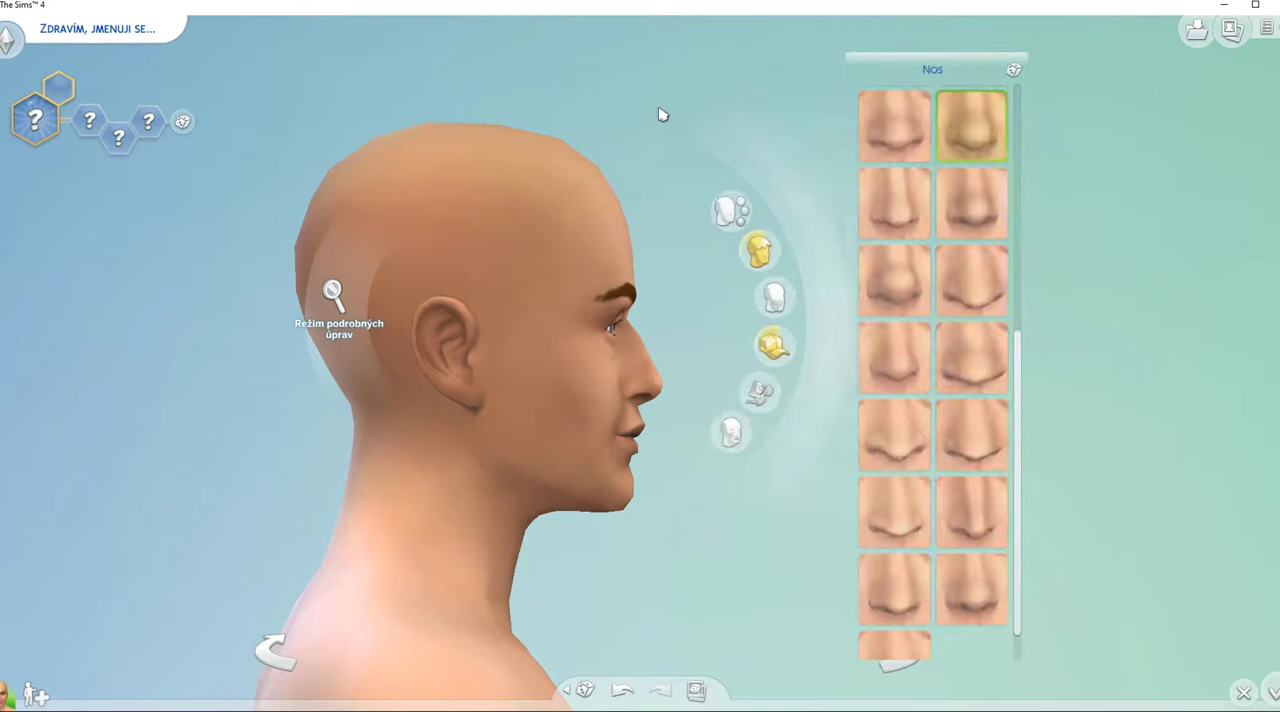 The Sims™ 4
Zdravím, jmenuji se...
Nos
?
?
?
?
Režim podrobných
úprav